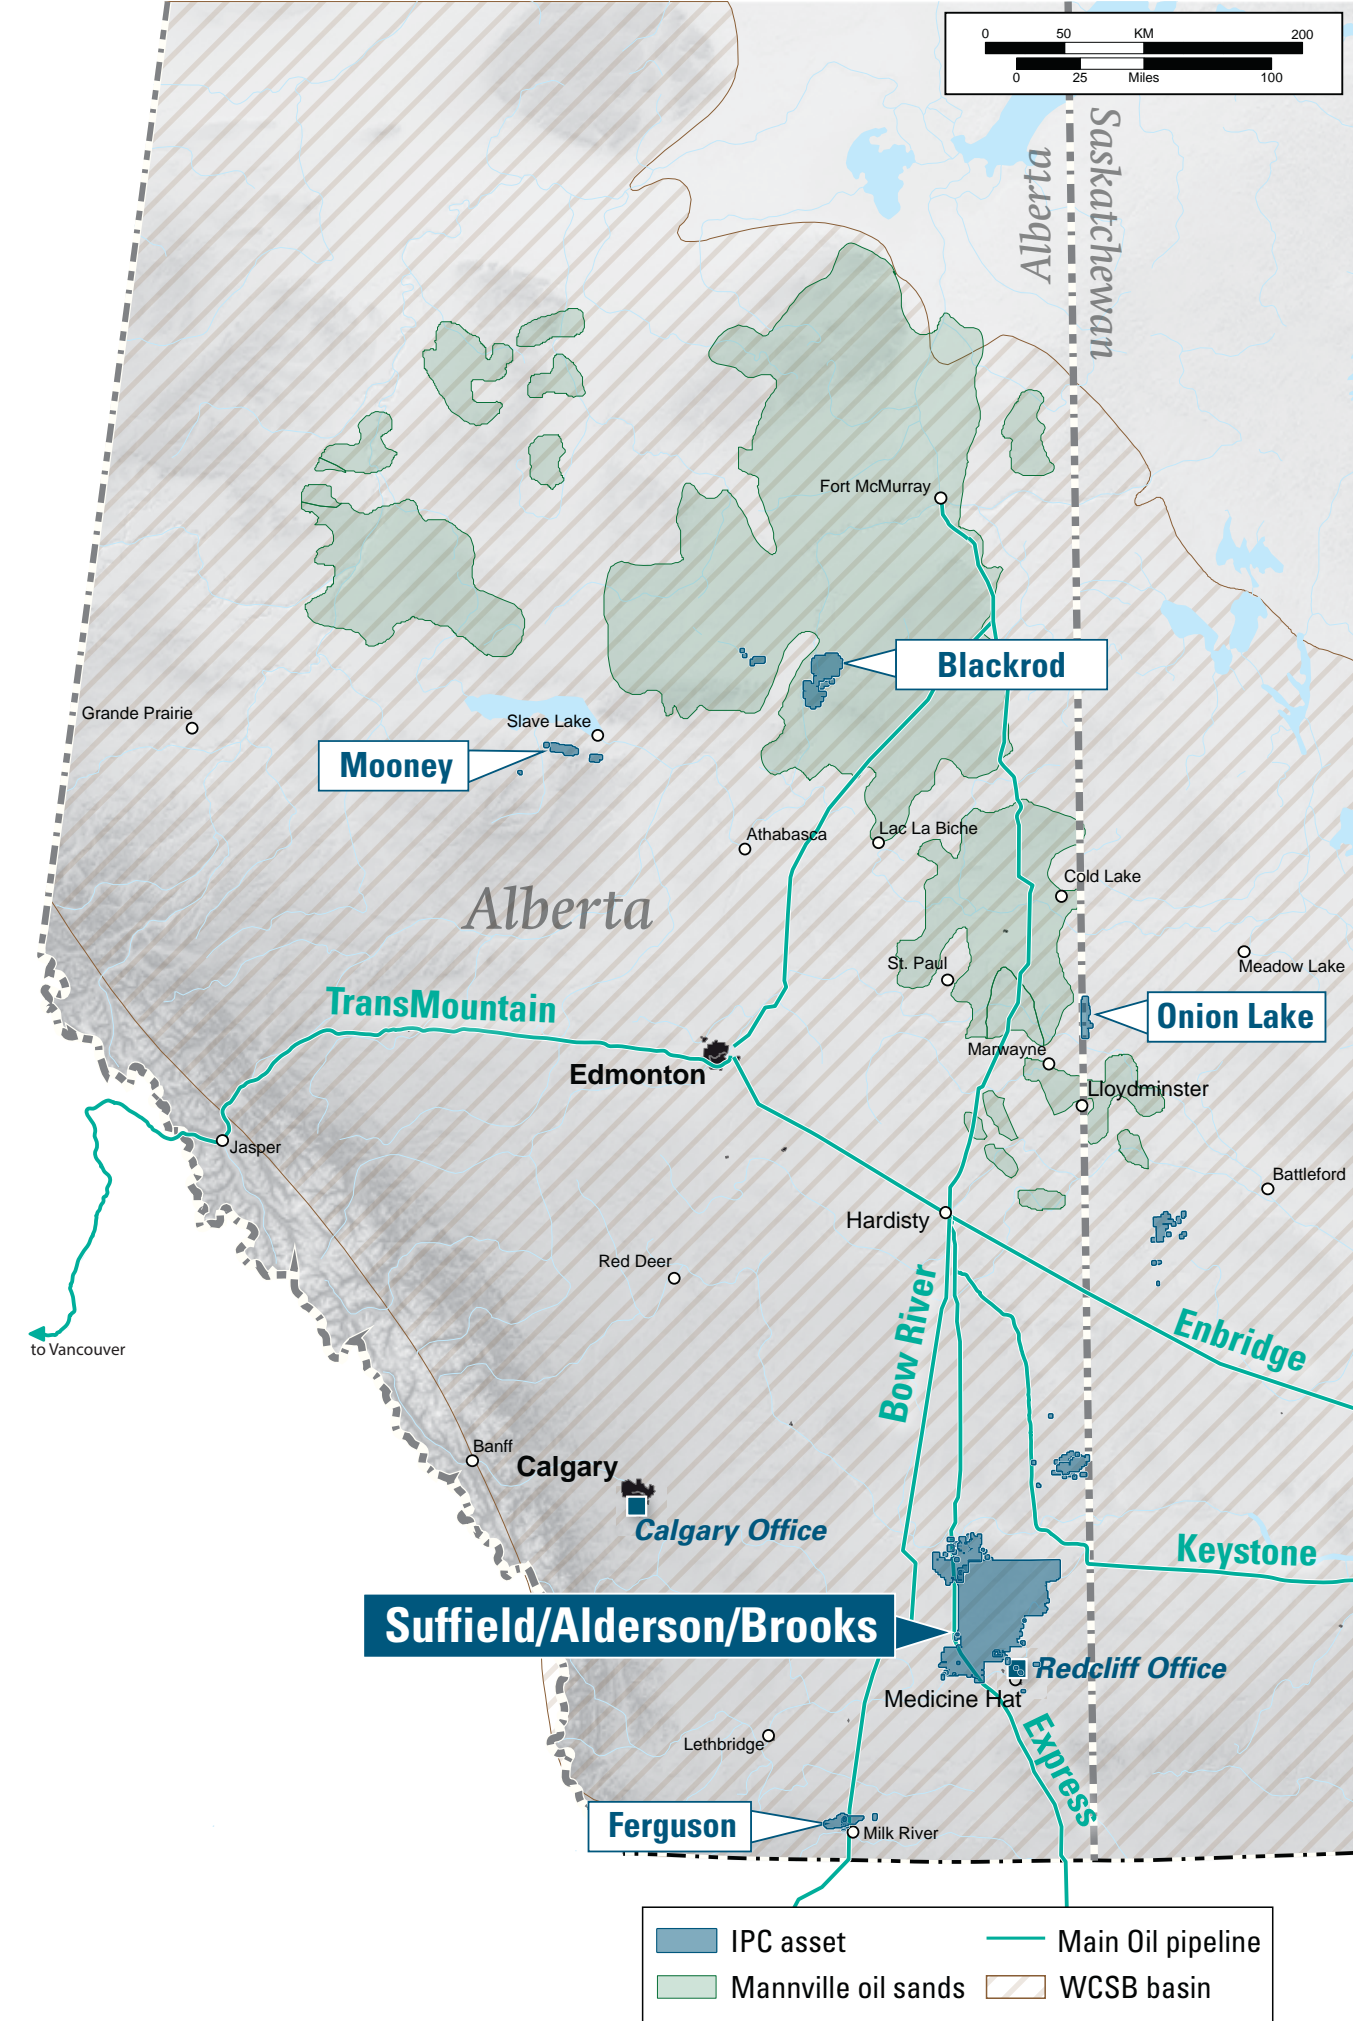 0 50 KM 200
0 25 Miles 100
Alberta
Saskatchewan
Fort McMurray
Blackrod
Grande Prairie
Slave Lake
Mooney
Athabasca
Lac La Biche
Cold Lake
Alberta
St. Paul
Meadow Lake
TransMountain
Onion Lake
Marwayne
Edmonton
Lloydminster
Jasper
Battleford
Hardisty
Red Deer
Bow River
Enbridge
to Vancouver
Banff
Calgary
Calgary Office
Keystone
Suffield/Alderson/Brooks
Redcliff Office
Medicine Hat
Express
Lethbridge
Ferguson
Milk River
IPC asset
Main Oil pipeline
Mannville oil sands
WCSB basin